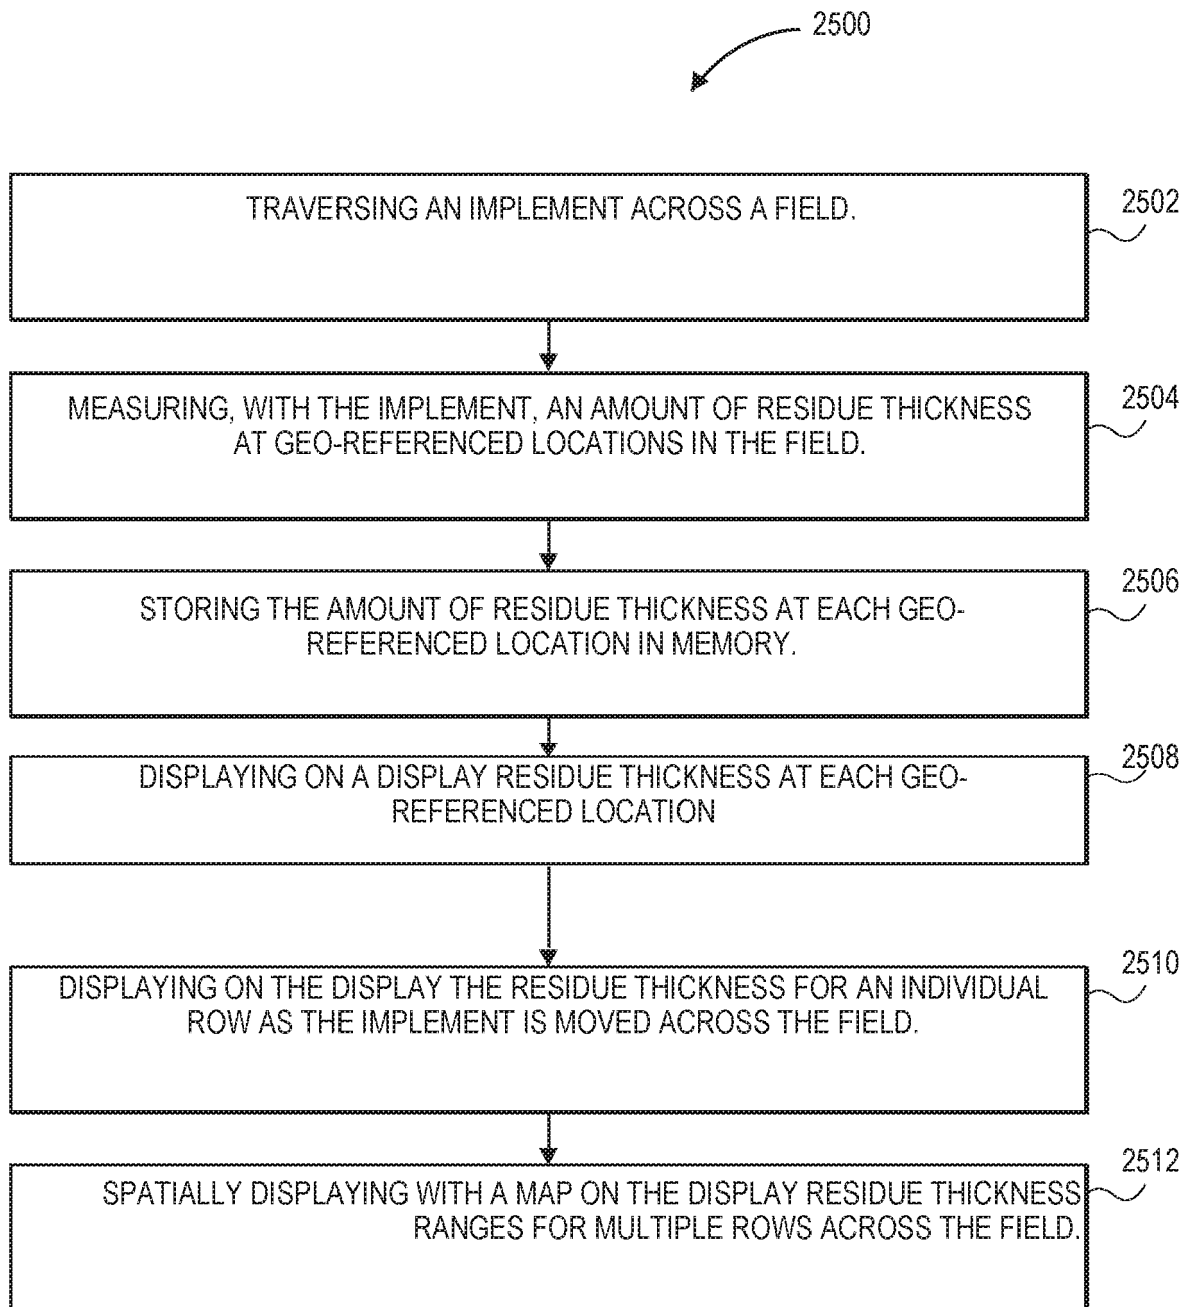 2500
TRAVERSING AN IMPLEMENT ACROSS A FIELD.
2502
MEASURING, WITH THE IMPLEMENT, AN AMOUNT OF RESIDUE THICKNESS
AT GEO-REFERENCED LOCATIONS IN THE FIELD.
2504
STORING THE AMOUNT OF RESIDUE THICKNESS AT EACH GEO-
REFERENCED LOCATION IN MEMORY.
2506
DISPLAYING ON A DISPLAY RESIDUE THICKNESS AT EACH GEO-
REFERENCED LOCATION
2508
DISPLAYING ON THE DISPLAY THE RESIDUE THICKNESS FOR AN INDIVIDUAL
ROW AS THE IMPLEMENT IS MOVED ACROSS THE FIELD.
2510
SPATIALLY DISPLAYING WITH A MAP ON THE DISPLAY RESIDUE THICKNESS
RANGES FOR MULTIPLE ROWS ACROSS THE FIELD.
2512